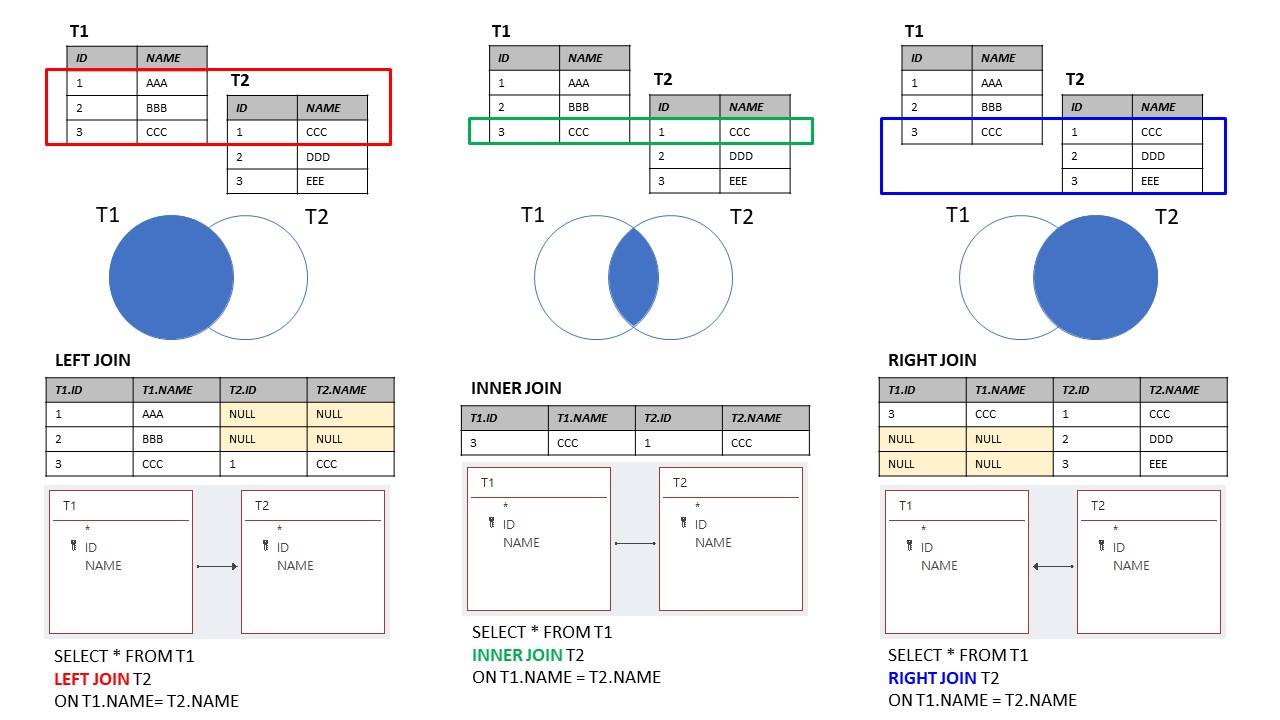 T1
ID NAME
1 AAA
2 BBB
3 CCC
T2
ID NAME
1 CCC
2 DDD
3 EEE
T1 T2
LEFT JOIN
T1.ID T1.NAME T2.ID T2.NAME
1 AAA NULL NULL
2 BBB NULL NULL
3 CCC 1 CCC
T1
*
ID
NAME
T2
*
ID
NAME
SELECT * FROM T1
LEFT JOIN T2
ON T1.NAME= T2.NAME
T1
ID NAME
1 AAA
2 BBB
3 CCC
T2
ID NAME
1 CCC
2 DDD
3 EEE
T1 T2
INNER JOIN
T1.ID T1.NAME T2.ID T2.NAME
3 CCC 1 CCC
T1
*
ID
NAME
T2
*
ID
NAME
SELECT * FROM T1
INNER JOIN T2
ON T1.NAME = T2.NAME
T1
ID NAME
1 AAA
2 BBB
3 CCC
T2
ID NAME
1 CCC
2 DDD
3 EEE
T1 T2
RIGHT JOIN
T1.ID T1.NAME T2.ID T2.NAME
3 CCC 1 CCC
NULL NULL 2 DDD
NULL NULL 3 EEE
T1
*
ID
NAME
T2
*
ID
NAME
SELECT * FROM T1
RIGHT JOIN T2
ON T1.NAME = T2.NAME